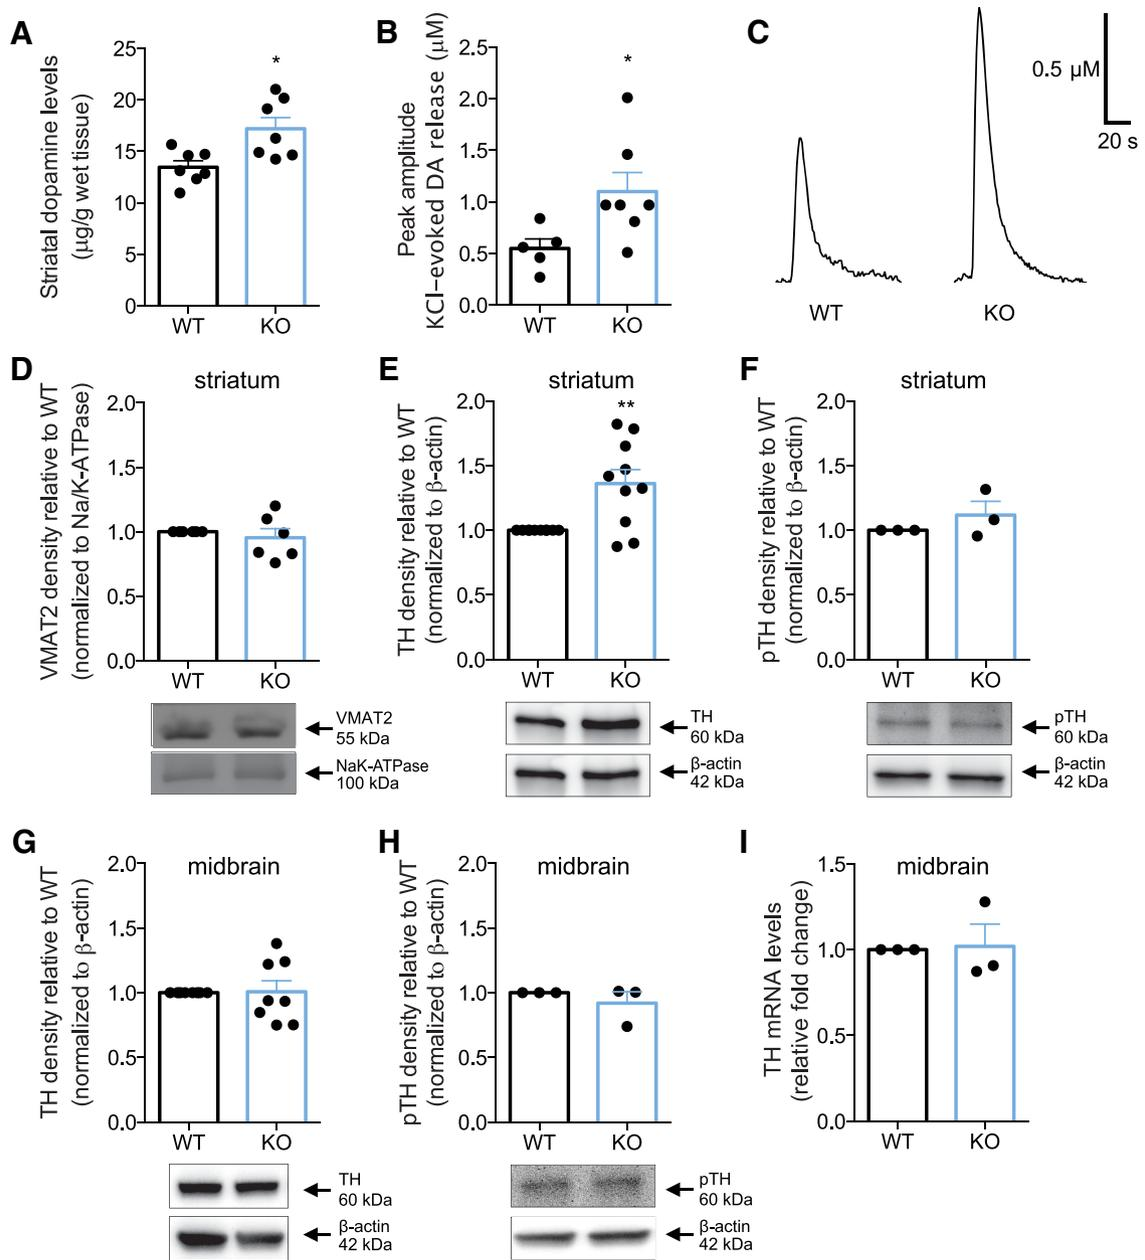 A
Striatal dopamine levels
(µg/g wet tissue)
25
20
15
10
5
0
*
WT
KO
B
Peak amplitude
KCl-evoked DA release (µM)
2.5
2.0
1.5
1.0
0.5
0.0
*
WT
KO
C
0.5 µM
20 s
WT
KO
D
striatum
VMAT2 density relative to WT
(normalized to Na/K-ATPase)
2.0
1.5
1.0
0.5
0.0
WT
KO
VMAT2
55 kDa
NaK-ATPase
100 kDa
E
striatum
TH density relative to WT
(normalized to β-actin)
2.0
1.5
1.0
0.5
0.0
**
WT
KO
TH
60 kDa
β-actin
42 kDa
F
striatum
pTH density relative to WT
(normalized to β-actin)
2.0
1.5
1.0
0.5
0.0
WT
KO
pTH
60 kDa
β-actin
42 kDa
G
midbrain
TH density relative to WT
(normalized to β-actin)
2.0
1.5
1.0
0.5
0.0
WT
KO
TH
60 kDa
β-actin
42 kDa
H
midbrain
pTH density relative to WT
(normalized to β-actin)
2.0
1.5
1.0
0.5
0.0
WT
KO
pTH
60 kDa
β-actin
42 kDa
I
midbrain
TH mRNA levels
(relative fold change)
1.5
1.0
0.5
0.0
WT
KO